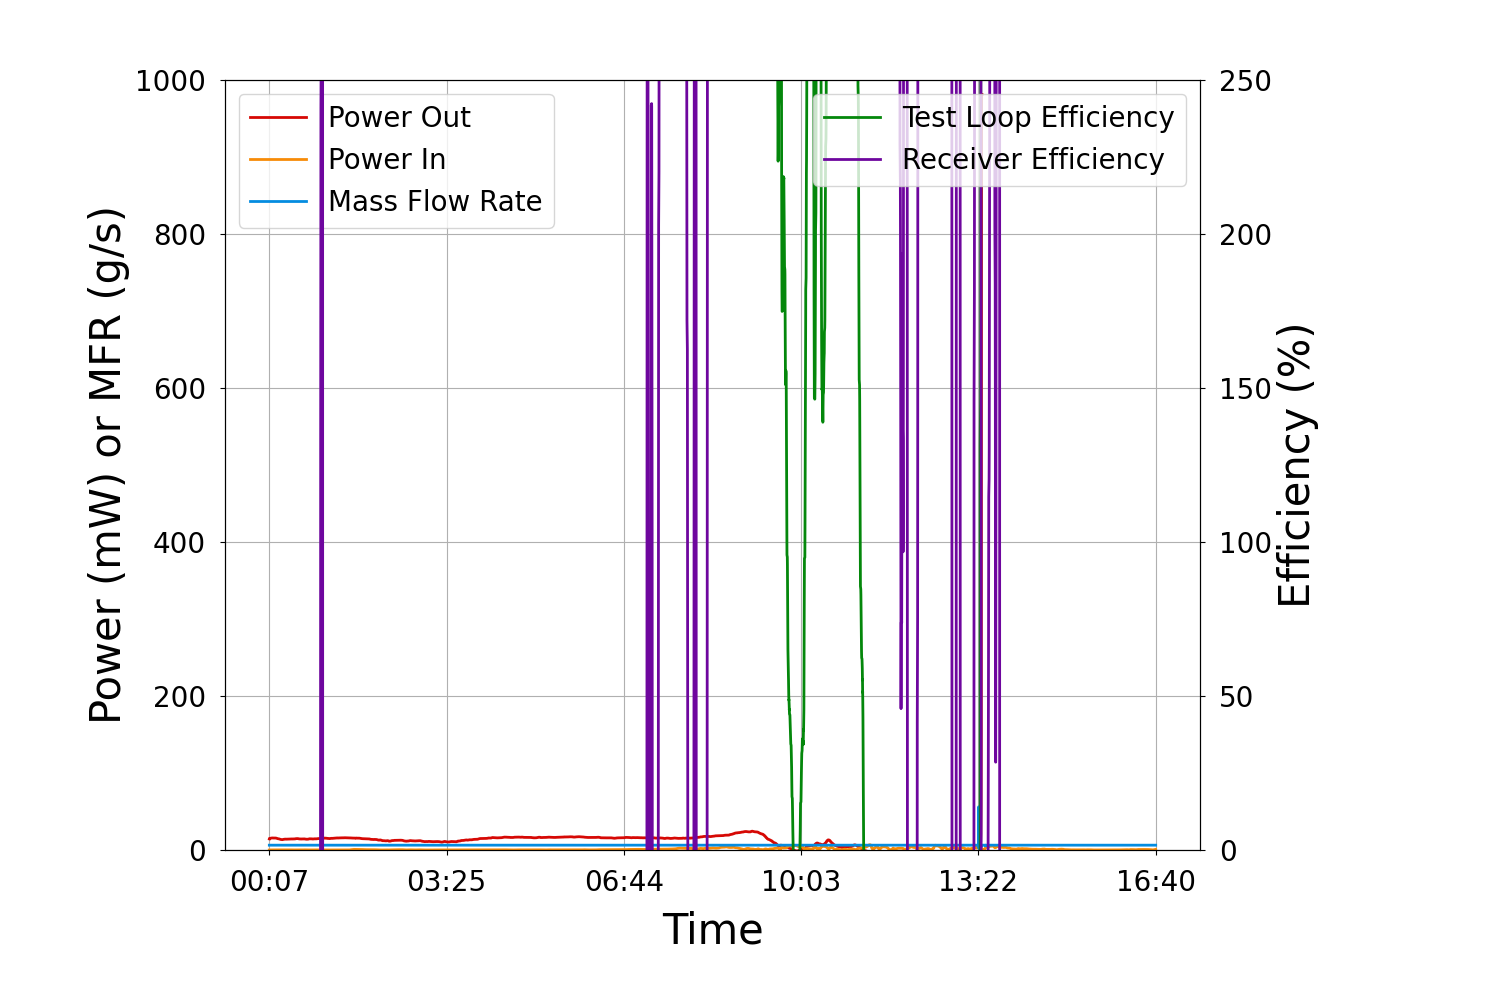 1000
800
600
400
200
0
Power (mW) or MFR (g/s)
Power Out
Power In
Mass Flow Rate
Test Loop Efficiency
Receiver Efficiency
250
200
150
100
50
0
Efficiency (%)
00:07 03:25 06:44 10:03 13:22 16:40
Time